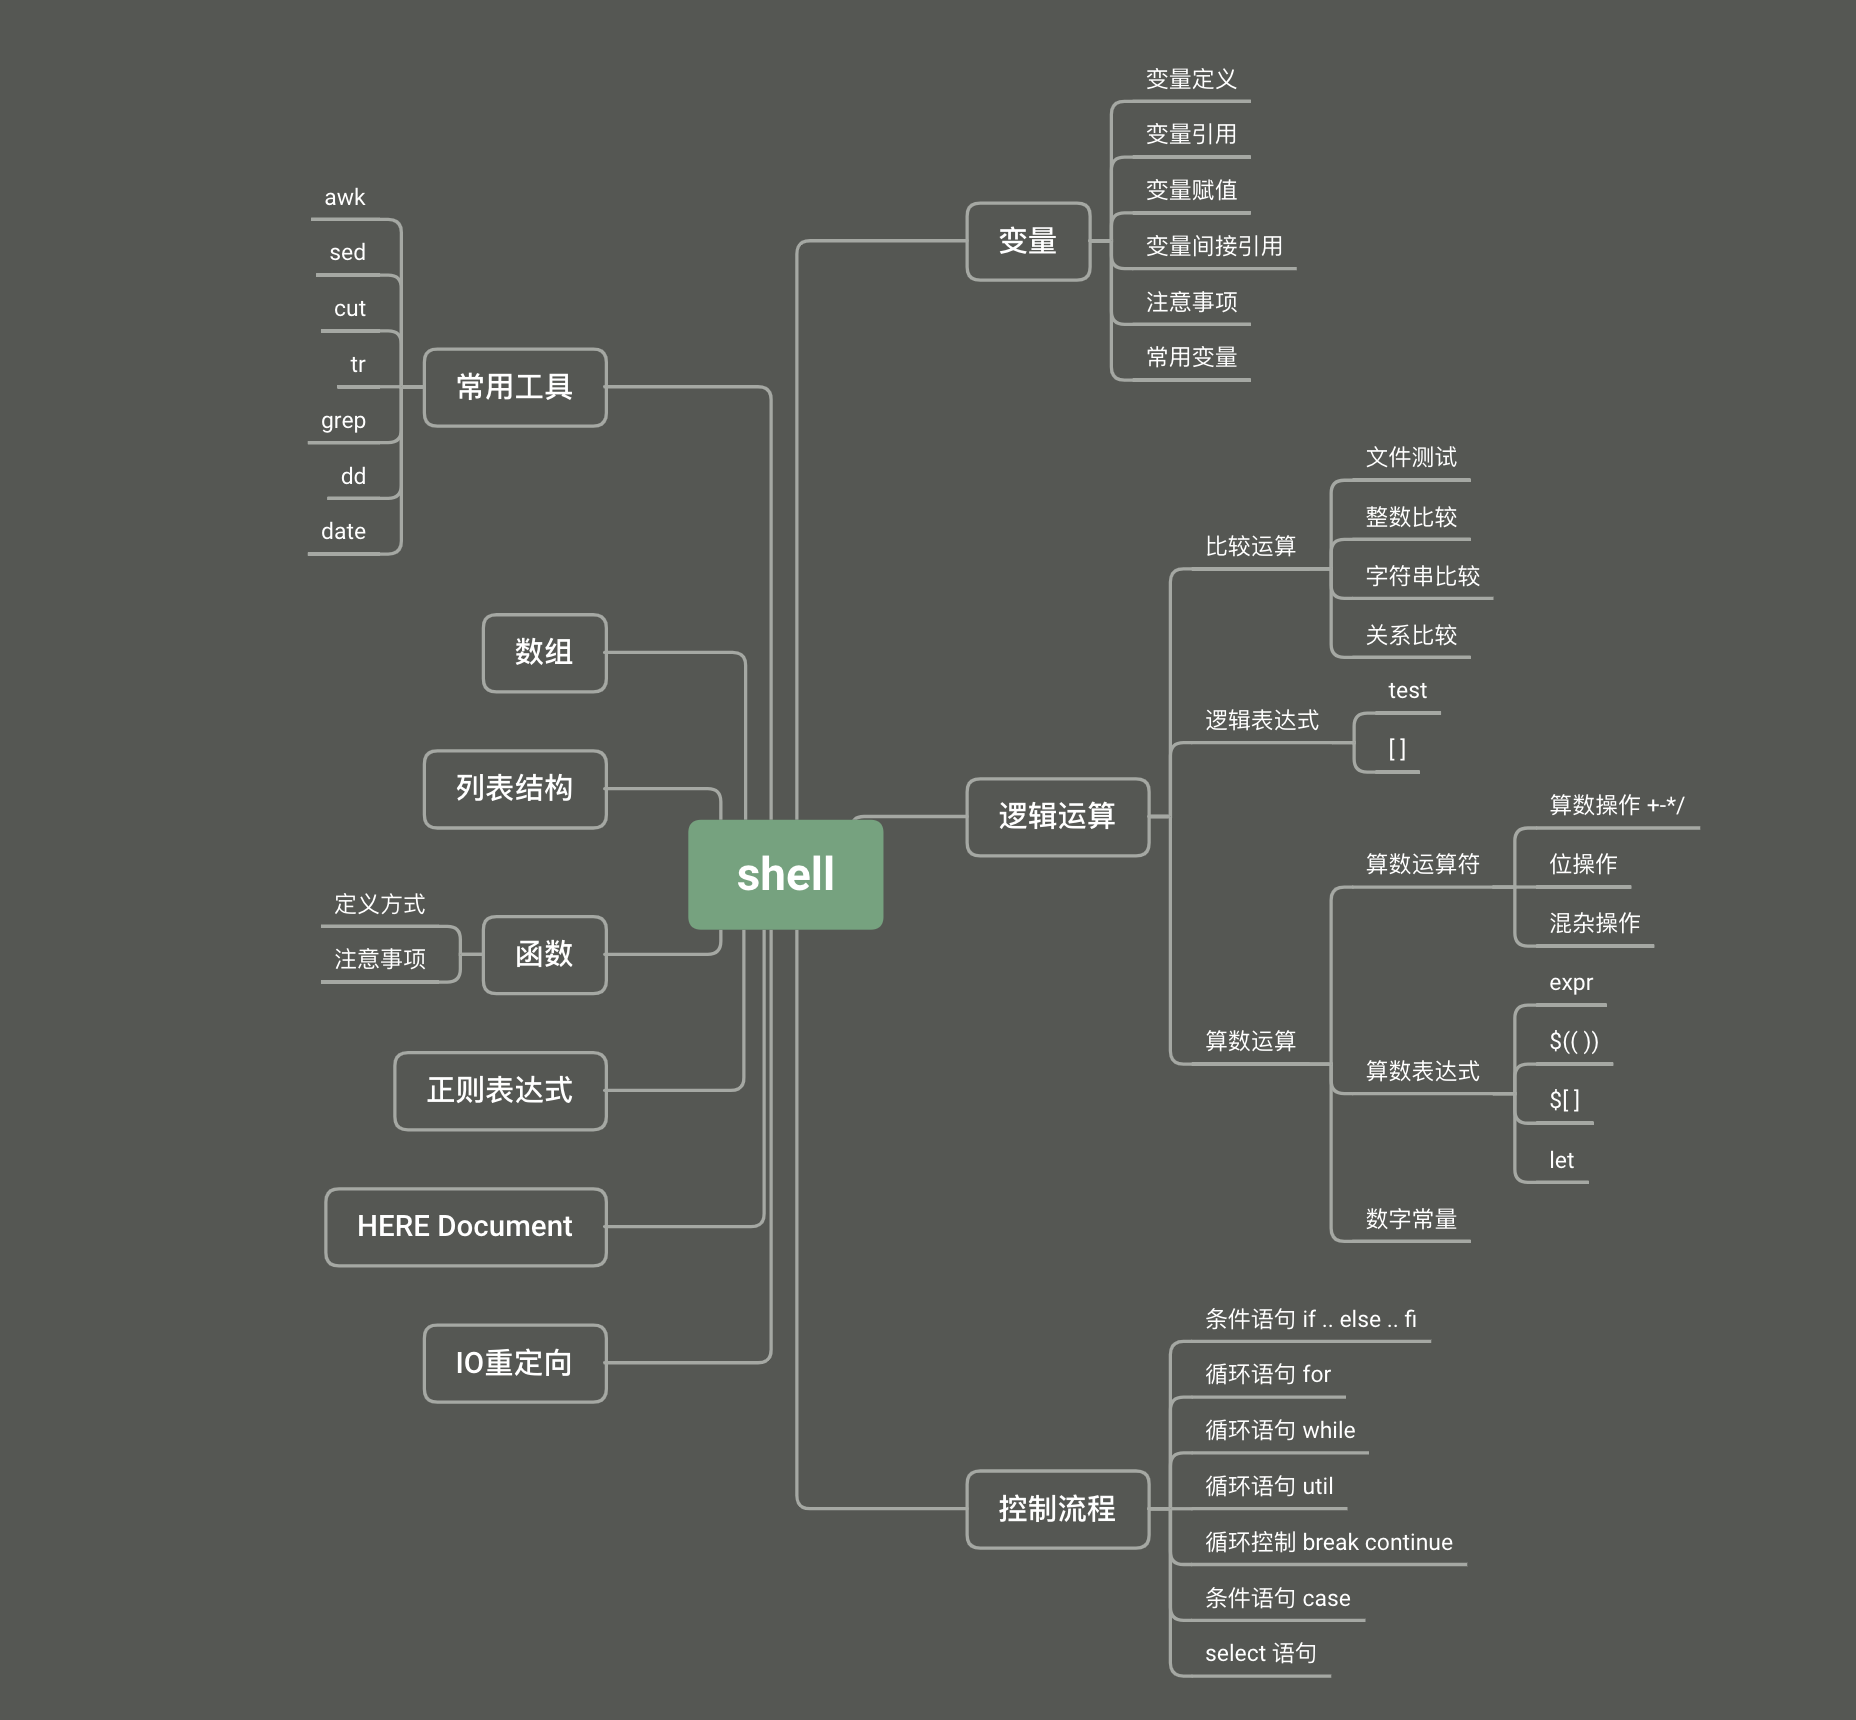 shell
变量
变量定义
变量引用
变量赋值
变量间接引用
注意事项
常用变量
逻辑运算
比较运算
文件测试
整数比较
字符串比较
关系比较
逻辑表达式
test
[ ]
算数运算
算数运算符
算数操作 +-*/
位操作
混杂操作
算数表达式
expr
$(( ))
$[ ]
let
数字常量
控制流程
条件语句 if .. else .. fi
循环语句 for
循环语句 while
循环语句 util
循环控制 break continue
条件语句 case
select 语句
常用工具
awk
sed
cut
tr
grep
dd
date
数组
列表结构
函数
定义方式
注意事项
正则表达式
HERE Document
IO重定向